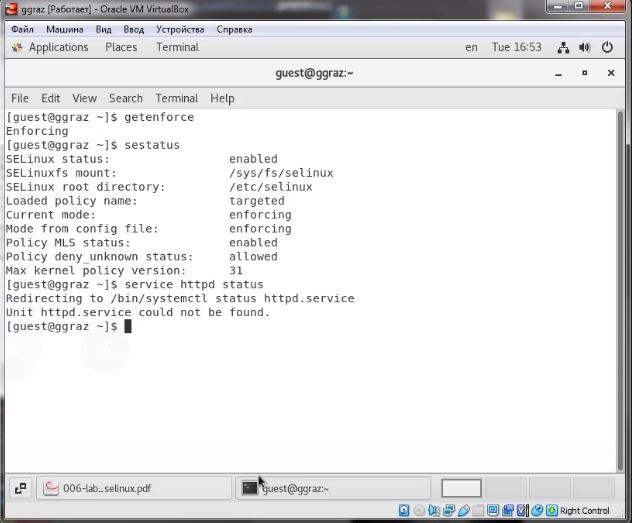 ggraz [Работает] - Oracle VM VirtualBox
Файл Машина Вид Ввод Устройства Справка
Applications Places Terminal en Tue 16:53
guest@ggraz:~
File Edit View Search Terminal Help
[guest@ggraz ~]$ getenforce
Enforcing
[guest@ggraz ~]$ sestatus
SELinux status: enabled
SELinuxfs mount: /sys/fs/selinux
SELinux root directory: /etc/selinux
Loaded policy name: targeted
Current mode: enforcing
Mode from config file: enforcing
Policy MLS status: enabled
Policy deny_unknown status: allowed
Max kernel policy version: 31
[guest@ggraz ~]$ service httpd status
Redirecting to /bin/systemctl status httpd.service
Unit httpd.service could not be found.
[guest@ggraz ~]$
006-lab_selinux.pdf guest@ggraz:~
Right Control